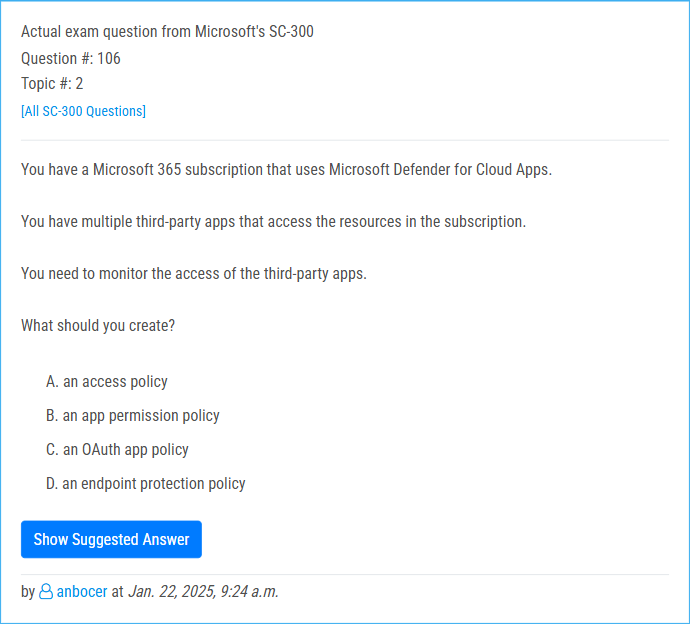 Actual exam question from Microsoft's SC-300
Question #: 106
Topic #: 2
[All SC-300 Questions]
You have a Microsoft 365 subscription that uses Microsoft Defender for Cloud Apps.
You have multiple third-party apps that access the resources in the subscription.
You need to monitor the access of the third-party apps.
What should you create?
A. an access policy
B. an app permission policy
C. an OAuth app policy
D. an endpoint protection policy
Show Suggested Answer
by anbocer at Jan. 22, 2025, 9:24 a.m.